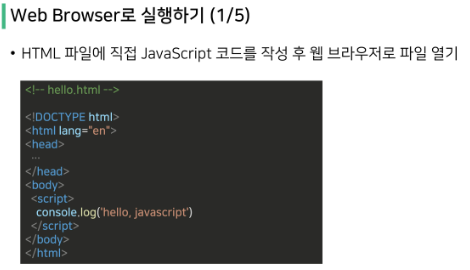 Web Browser로 실행하기 (1/5)
• HTML 파일에 직접 JavaScript 코드를 작성 후 웹 브라우저로 파일 열기
<!-- hello.html -->
<!DOCTYPE html>
<html lang="en">
<head>
...
</head>
<body>
<script>
console.log('hello, javascript')
</script>
</body>
</html>